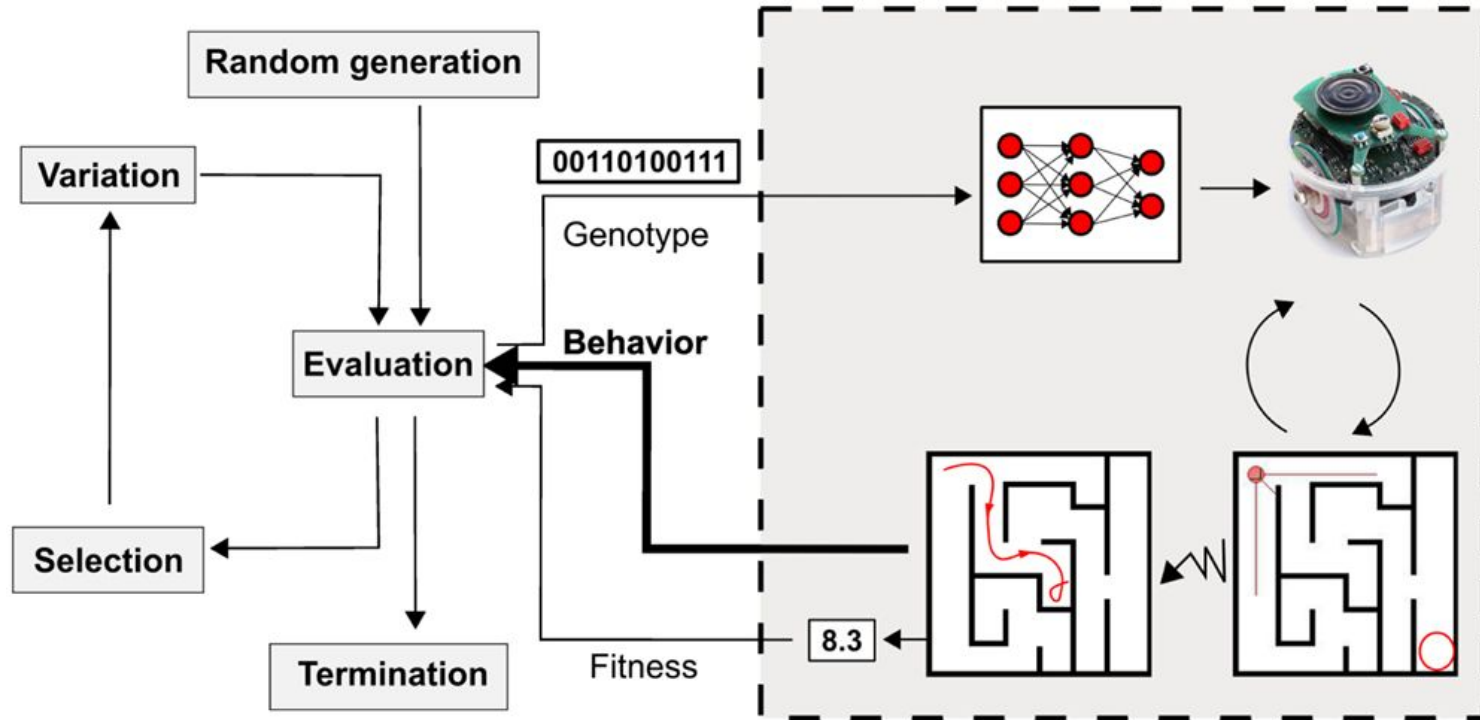 Random generation
Variation
00110100111
Genotype
Behavior
Evaluation
Selection
8.3
Fitness
Termination